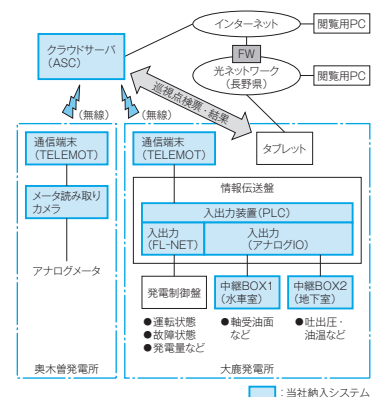 インターネット
閲覧用PC
クラウドサーバ
(ASC)
FW
光ネットワーク
(長野県)
閲覧用PC
巡視点検票・結果
(無線)
(無線)
通信端末
(TELEMOT)
通信端末
(TELEMOT)
タブレット
メータ読み取り
カメラ
情報伝送盤
入出力装置(PLC)
入出力
(FL-NET)
入出力
(アナログIO)
アナログメータ
発電制御盤
中継BOX1
(水車室)
中継BOX2
(地下室)
●運転状態
●故障状態
●発電量など
●軸受油面
など
●吐出圧・
油温など
奥木曽発電所
大鹿発電所
:当社納入システム